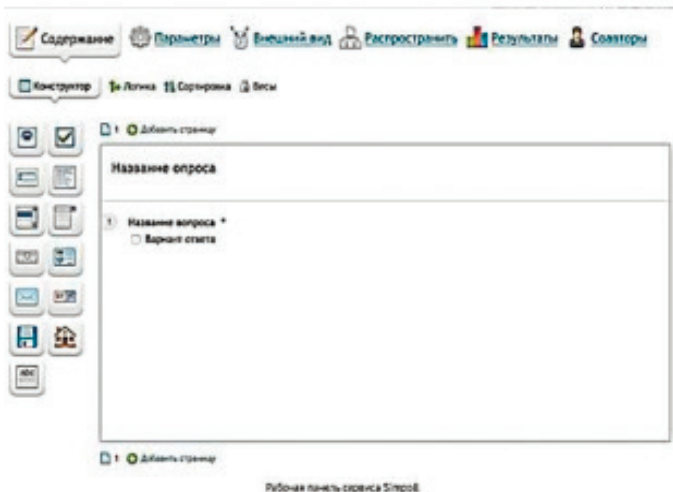 Содержание Параметры Внешний вид Распространить Результаты Соавторы
Конструктор Логика Сортировка Весы
1 Добавить страницу
Название опроса
1 Название вопроса *
Вариант ответа
1 Добавить страницу
Рабочая панель сервиса Simpoll